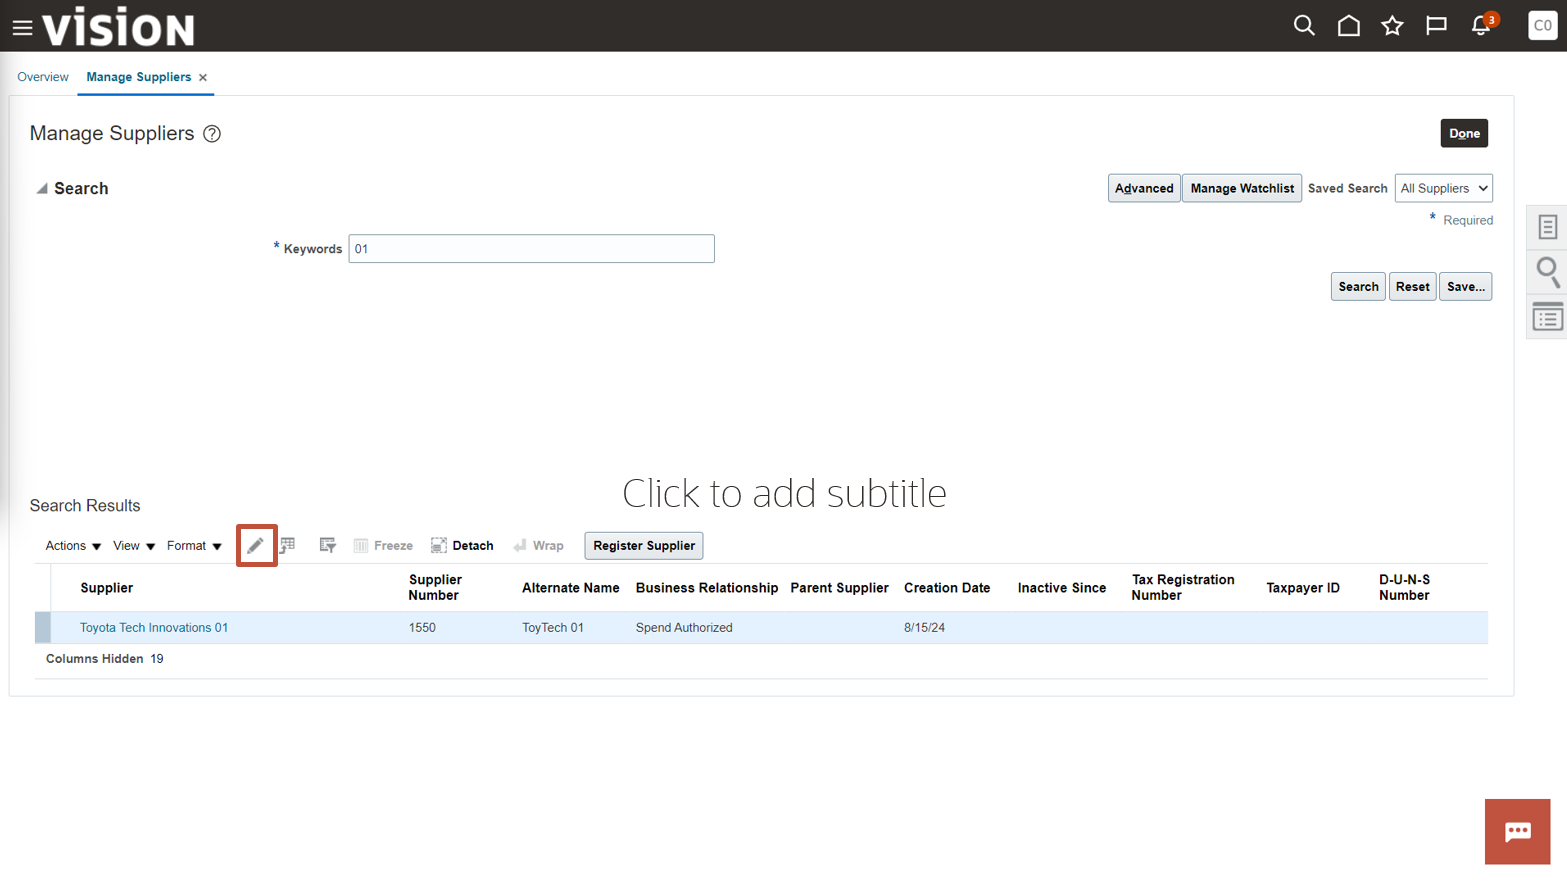 vision
3
C0
Overview
Manage Suppliers ×
Manage Suppliers ?
Done
Search
Advanced
Manage Watchlist
Saved Search
All Suppliers
* Required
* Keywords
01
Search
Reset
Save...
Click to add subtitle
Search Results
Actions
View
Format
Freeze
Detach
Wrap
Register Supplier
Supplier
Supplier
Number
Alternate Name
Business Relationship
Parent Supplier
Creation Date
Inactive Since
Tax Registration
Number
Taxpayer ID
D-U-N-S
Number
Toyota Tech Innovations 01
1550
ToyTech 01
Spend Authorized
8/15/24
Columns Hidden 19